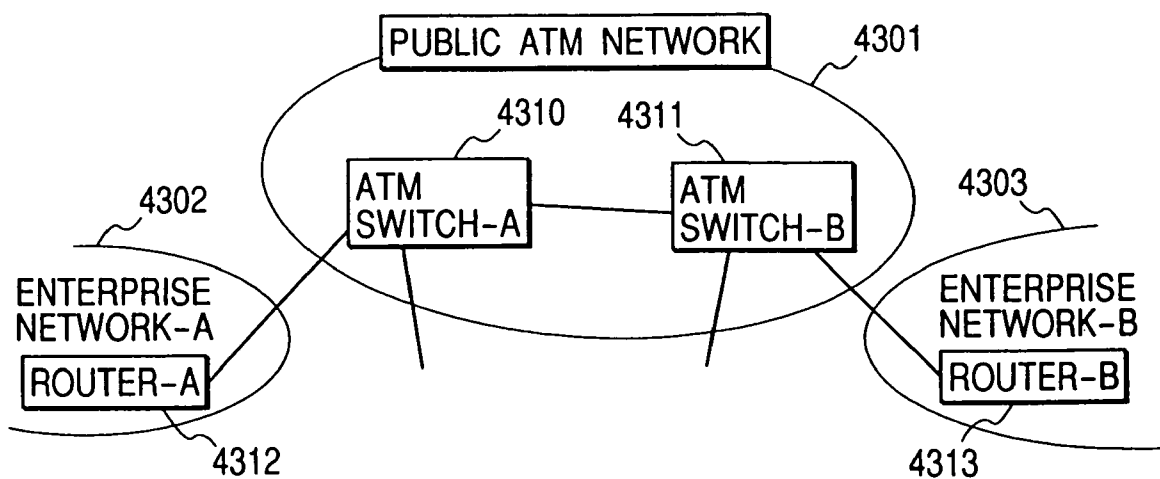 PUBLIC ATM NETWORK
4301
4310
4311
ATM
SWITCH-A
ATM
SWITCH-B
4302
4303
ENTERPRISE
NETWORK-A
ROUTER-A
ENTERPRISE
NETWORK-B
ROUTER-B
4312
4313